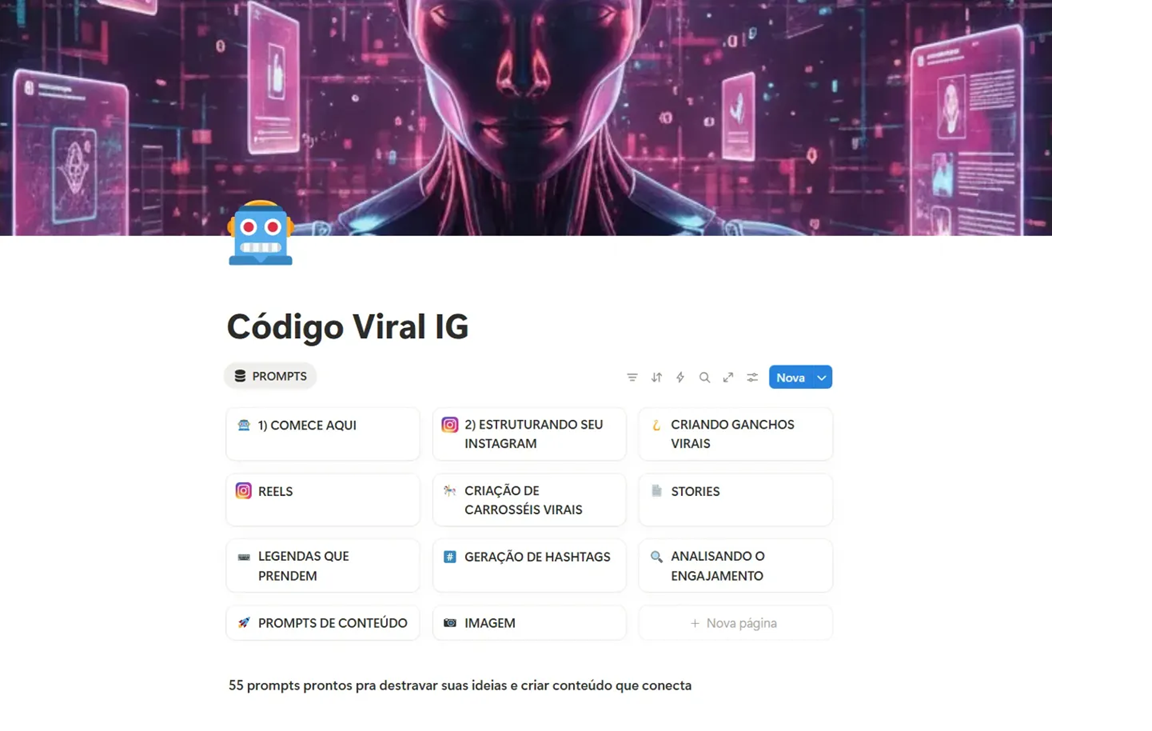 Código Viral IG
PROMPTS
Nova
1) COMECE AQUI
2) ESTRUTURANDO SEU
INSTAGRAM
CRIANDO GANCHOS
VIRAIS
REELS
CRIAÇÃO DE
CARROSSÉIS VIRAIS
STORIES
LEGENDAS QUE
PRENDEM
# GERAÇÃO DE HASHTAGS
ANALISANDO O
ENGAJAMENTO
PROMPTS DE CONTEÚDO
IMAGEM
+ Nova página
55 prompts prontos pra destravar suas ideias e criar conteúdo que conecta